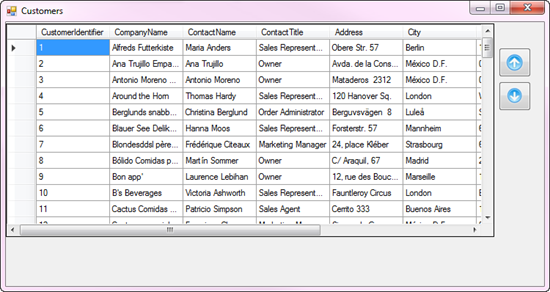 Customers
CustomerIdentifier CompanyName ContactName ContactTitle Address City
1 Alfreds Futterkiste Maria Anders Sales Represent... Obere Str. 57 Berlin
2 Ana Trujillo Empa... Ana Trujillo Owner Avda. de la Cons... México D.F.
3 Antonio Moreno ... Antonio Moreno Owner Mataderos 2312 México D.F.
4 Around the Horn Thomas Hardy Sales Represent... 120 Hanover Sq. London
5 Berglunds snabb... Christina Berglund Order Administrator Berguvsvägen 8 Luleå
6 Blauer See Delik... Hanna Moos Sales Represent... Forsterstr. 57 Mannheim
7 Blondesddsl père... Frédérique Citeaux Marketing Manager 24, place Kléber Strasbourg
8 Bólido Comidas p... Martín Sommer Owner C/ Araquil, 67 Madrid
9 Bon app' Laurence Lebihan Owner 12, rue des Bouc... Marseille
10 B's Beverages Victoria Ashworth Sales Represent... Fauntleroy Circus London
11 Cactus Comidas ... Patricio Simpson Sales Agent Cerrito 333 Buenos Aires
12